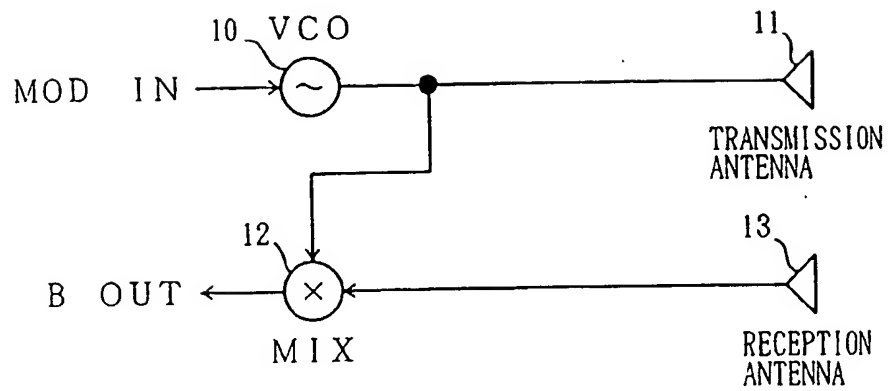 VCO
10
11
MOD IN
TRANSMISSION
ANTENNA
12
13
B OUT
MIX
RECEPTION
ANTENNA